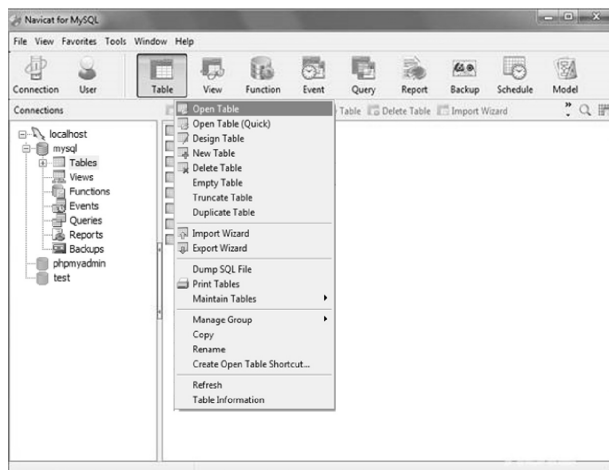 Navicat for MySQL
File View Favorites Tools Window Help
Connection User Table View Function Event Query Report Backup Schedule Model
Connections
Table Delete Table Import Wizard
localhost
mysql
Tables
Views
Functions
Events
Queries
Reports
Backups
phpmyadmin
test
Open Table
Open Table (Quick)
Design Table
New Table
Delete Table
Empty Table
Truncate Table
Duplicate Table
Import Wizard
Export Wizard
Dump SQL File
Print Tables
Maintain Tables
Manage Group
Copy
Rename
Create Open Table Shortcut...
Refresh
Table Information